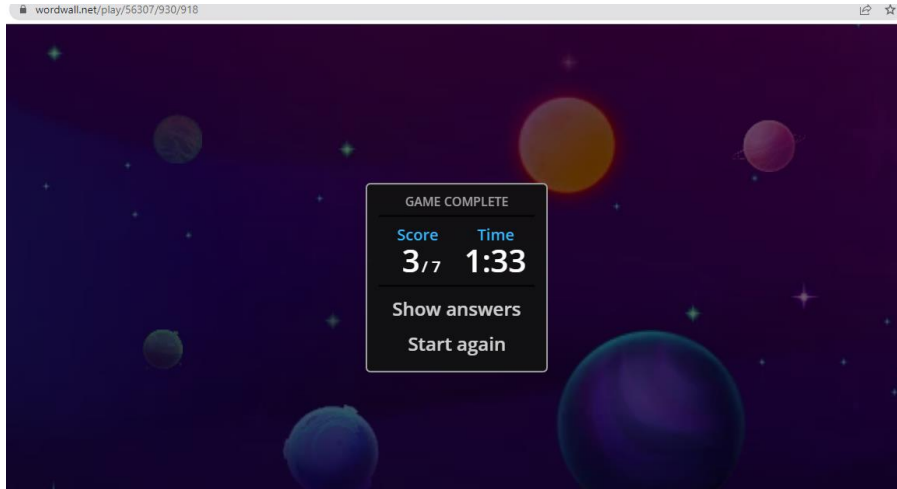 wordwall.net/play/56307/930/918
GAME COMPLETE
Score Time
3/7 1:33
Show answers
Start again